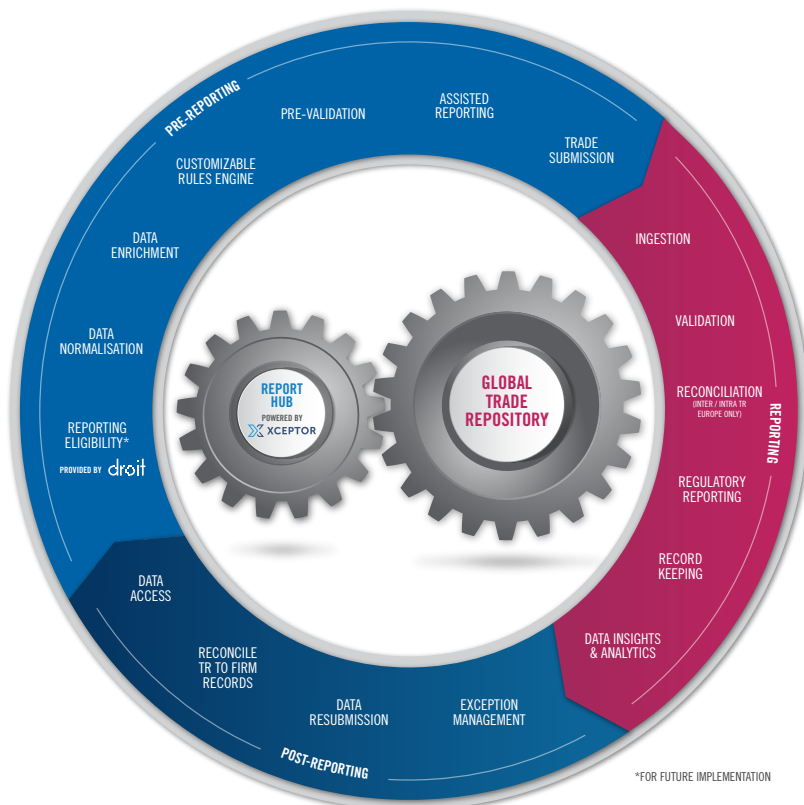 PRE-REPORTING
PRE-VALIDATION
ASSISTED
REPORTING
TRADE
SUBMISSION
CUSTOMIZABLE
RULES ENGINE
DATA
ENRICHMENT
DATA
NORMALISATION
REPORTING
ELIGIBILITY*
PROVIDED BY droit
REPORT
HUB
POWERED BY
XCEPTOR
GLOBAL
TRADE
REPOSITORY
INGESTION
VALIDATION
RECONCILIATION
(INTER / INTRA TR
EUROPE ONLY)
REPORTING
REGULATORY
REPORTING
RECORD
KEEPING
DATA INSIGHTS
& ANALYTICS
DATA
ACCESS
RECONCILE
TR TO FIRM
RECORDS
DATA
RESUBMISSION
EXCEPTION
MANAGEMENT
POST-REPORTING
*FOR FUTURE IMPLEMENTATION